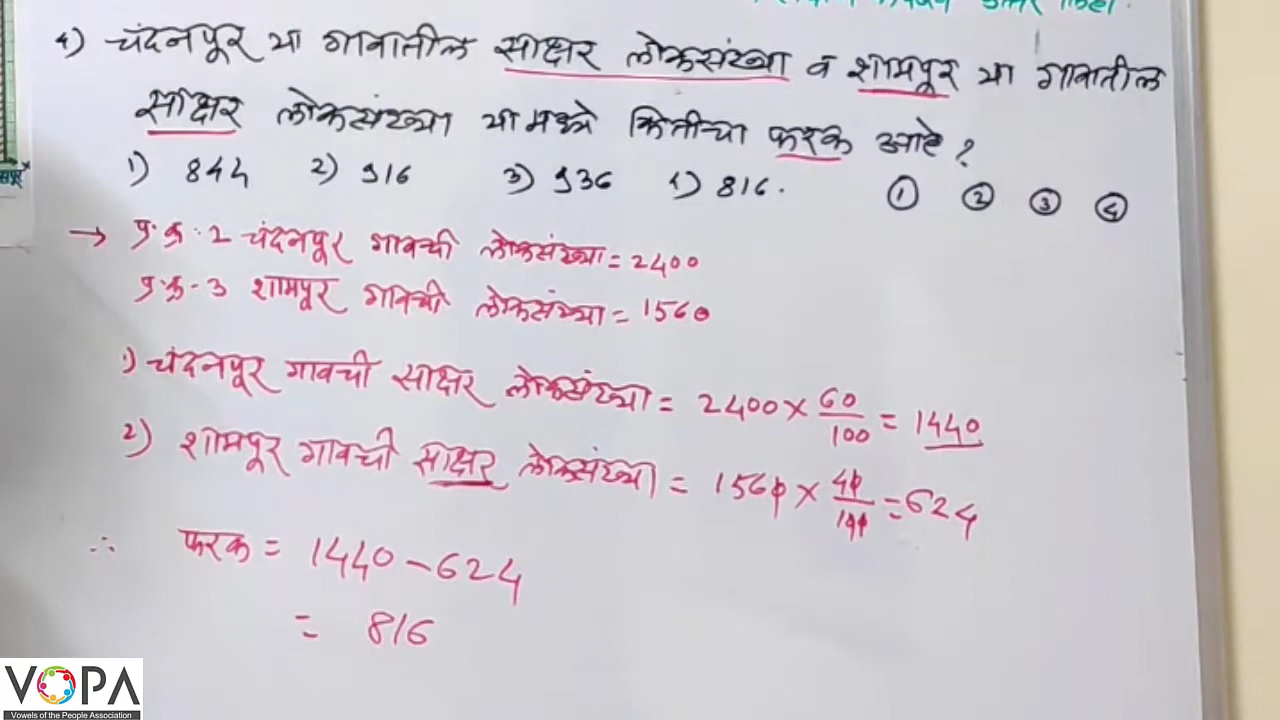 ४) चंदनपूर या गावातील साक्षर लोकसंख्या व शामपूर या गावातील
साक्षर लोकसंख्या यामध्ये कितीचा फरक आहे ?
1) 844 2) 916 3) 936 4) 816. ① ② ③ ④
→ प्र.क्र. 2 चंदनपूर गावची लोकसंख्या = 2400
प्र.क्र - 3 शामपूर गावची लोकसंख्या = 1560
1) चंदनपूर गावची साक्षर लोकसंख्या = 2400 × 60/100 = 1440
2) शामपूर गावची साक्षर लोकसंख्या = 1560 × 40/100 = 624
∴ फरक = 1440 - 624
= 816
VOPA
Vowels of the People Association